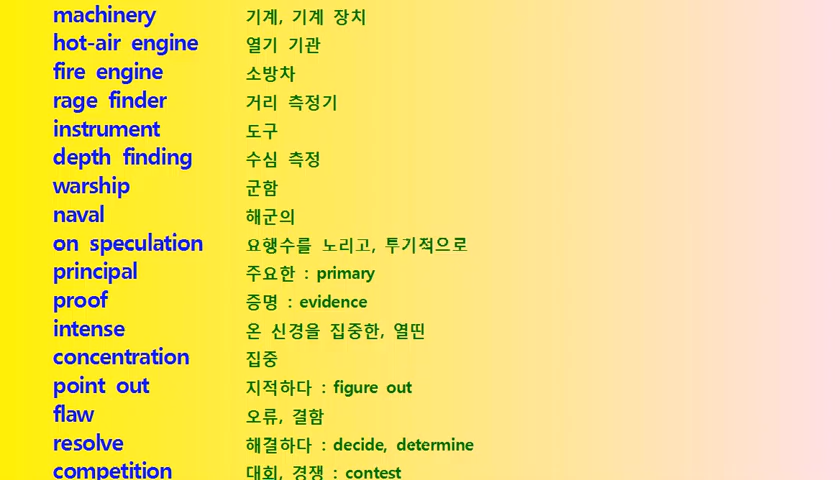 machinery 기계, 기계 장치
hot-air engine 열기 기관
fire engine 소방차
rage finder 거리 측정기
instrument 도구
depth finding 수심 측정
warship 군함
naval 해군의
on speculation 요행수를 노리고, 투기적으로
principal 주요한 : primary
proof 증명 : evidence
intense 온 신경을 집중한, 열띤
concentration 집중
point out 지적하다 : figure out
flaw 오류, 결함
resolve 해결하다 : decide, determine
competition 대회, 경쟁 : contest